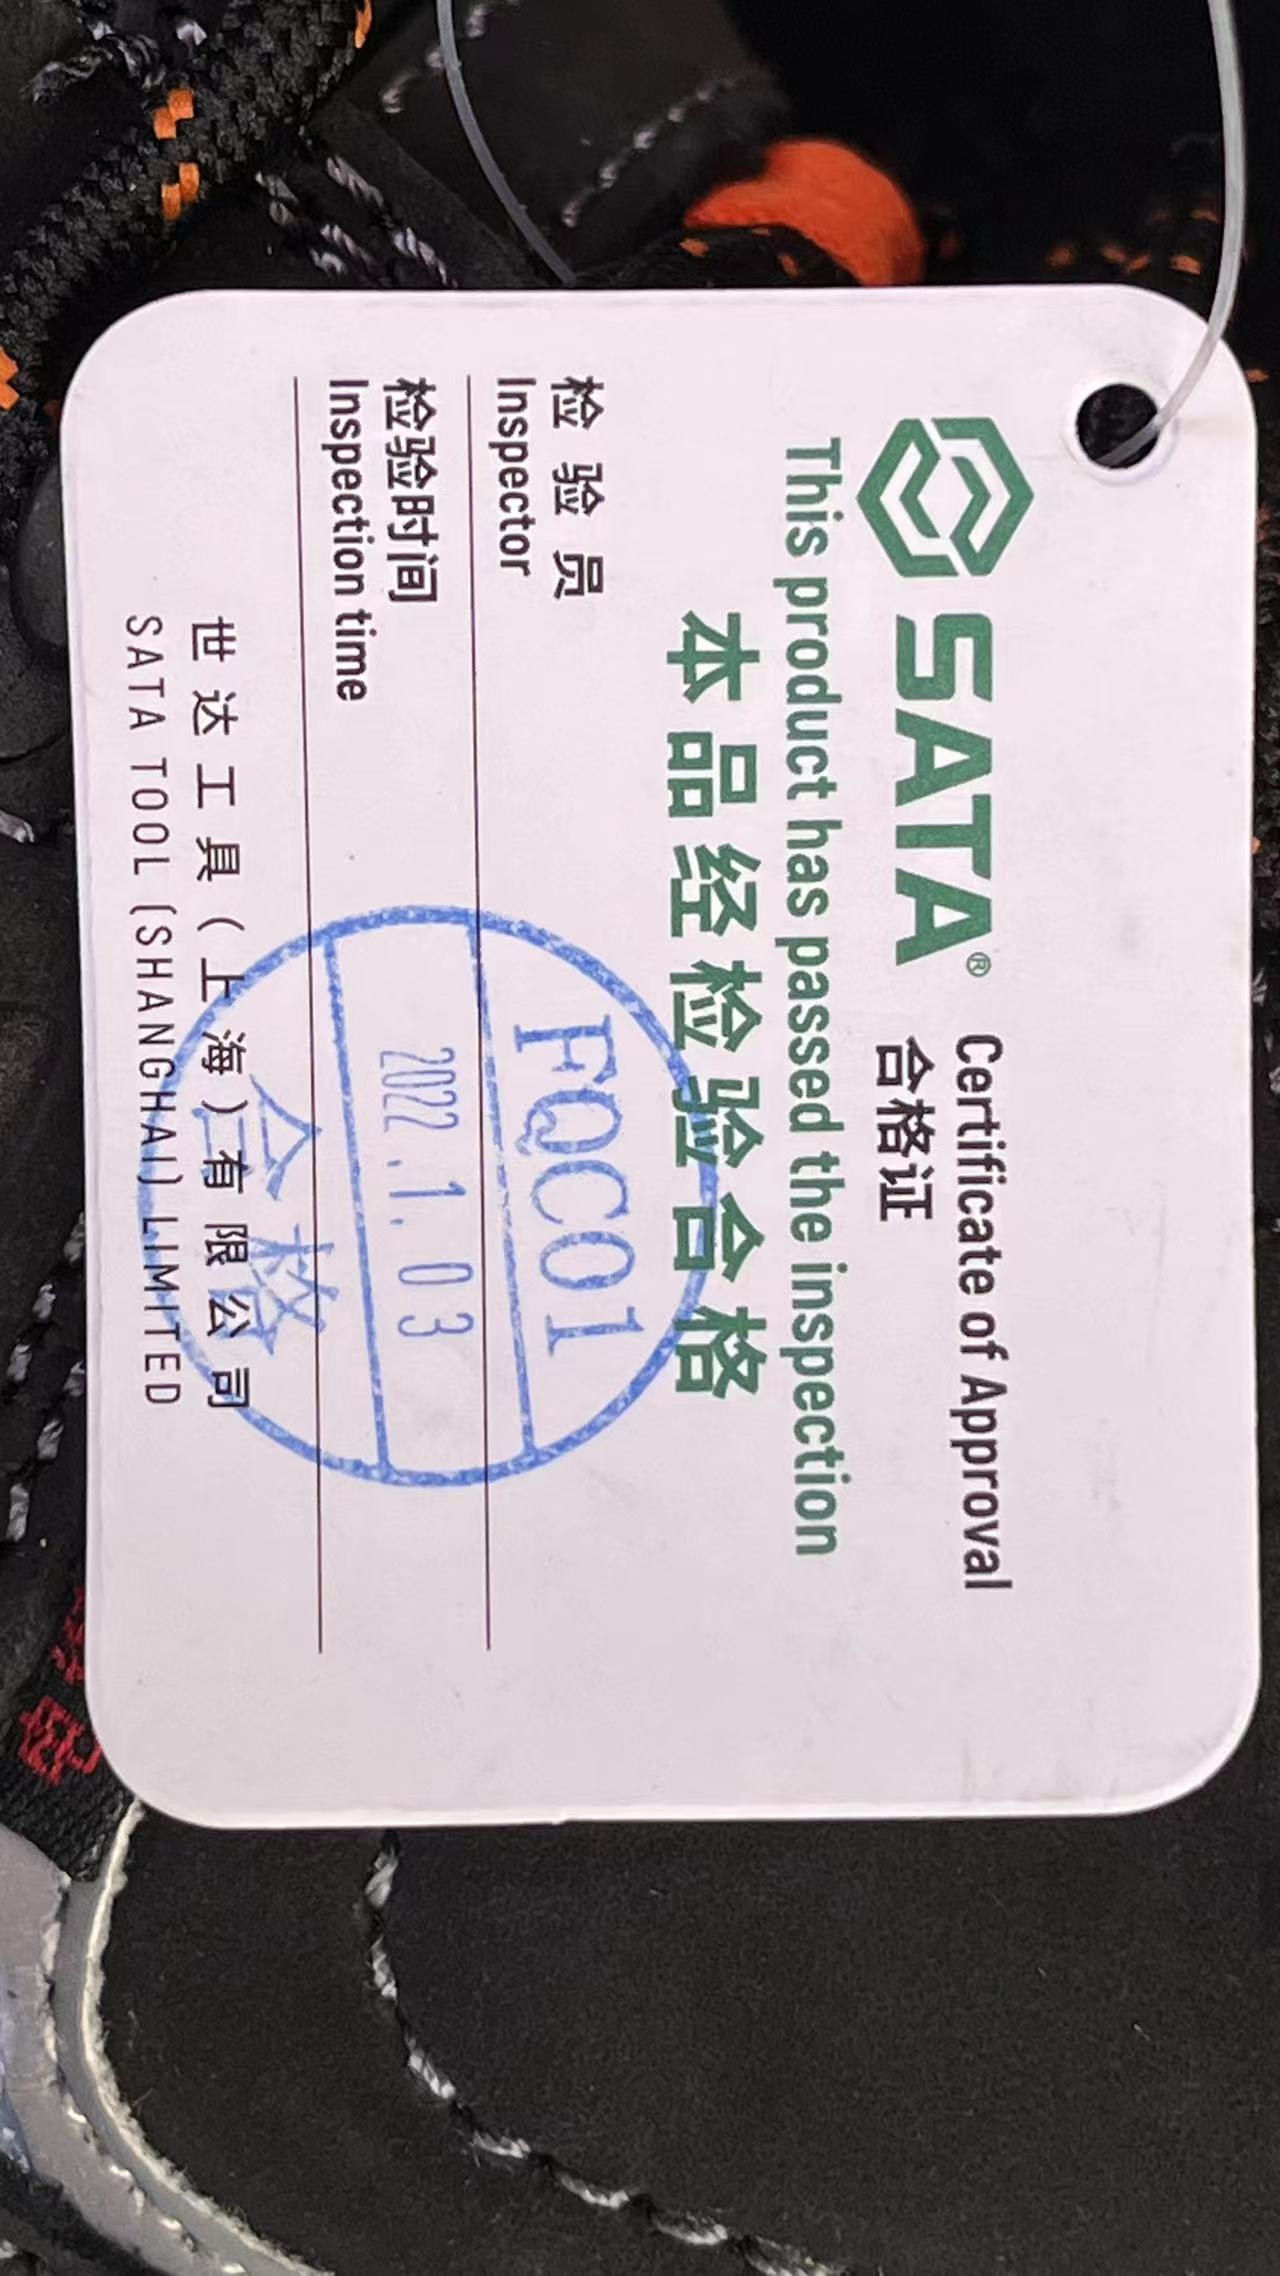 SATA®
Certificate of Approval
合格证
This product has passed the inspection
本品经检验合格
检验员
Inspector
FQC01
检验时间
Inspection time
2022.1.03
合格
世达工具(上海)有限公司
SATA TOOL (SHANGHAI) LIMITED